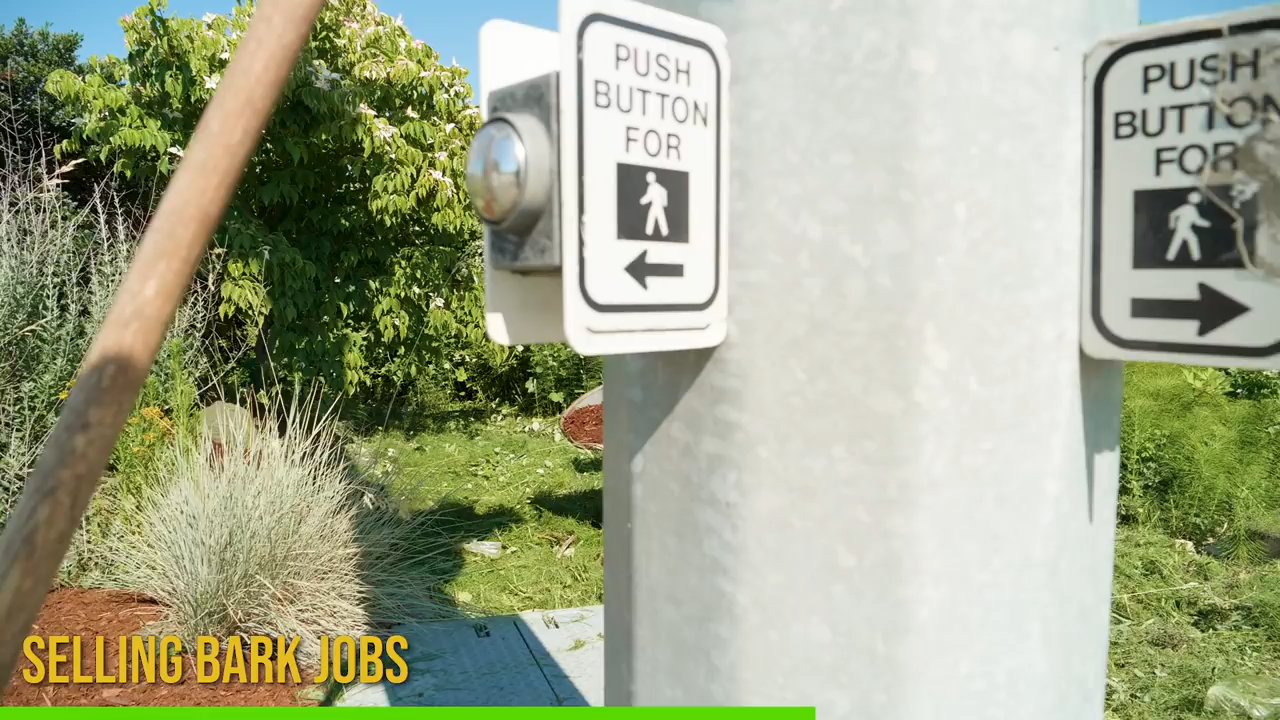 PUSH
BUTTON
FOR
PUSH
BUTTON
FOR
SELLING BARK JOBS